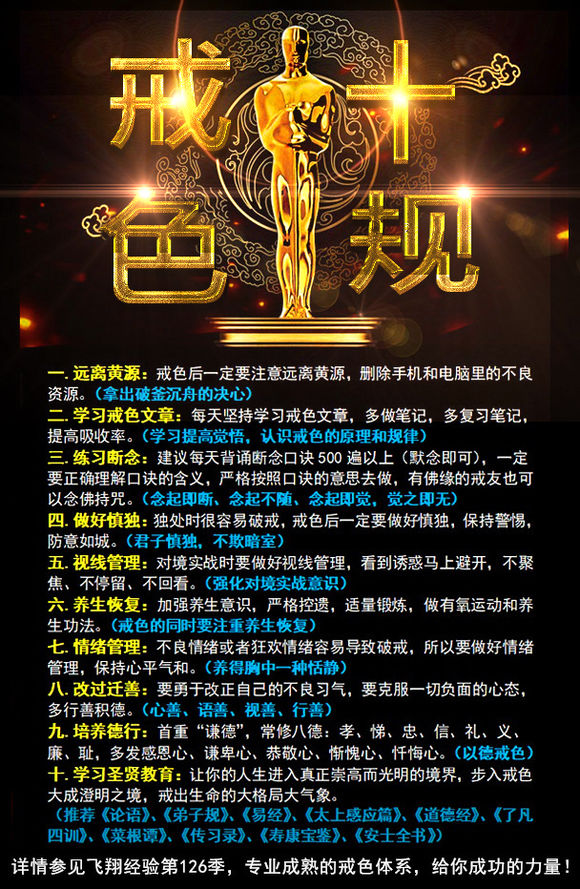 戒十
色规
一. 远离黄源：戒色后一定要注意远离黄源，删除手机和电脑里的不良
资源。（拿出破釜沉舟的决心）
二. 学习戒色文章：每天坚持学习戒色文章，多做笔记，多复习笔记，
提高吸收率。（学习提高觉悟，认识戒色的原理和规律）
三. 练习断念：建议每天背诵断念口诀 500 遍以上（默念即可），一定
要正确理解口诀的含义，严格按照口诀的意思去做，有佛缘的戒友也可
以念佛持咒。（念起即断、念起不随、念起即觉，觉之即无）
四. 做好慎独：独处时很容易破戒，戒色后一定要做好慎独，保持警惕，
防意如城。（君子慎独，不欺暗室）
五. 视线管理：对境实战时要做好视线管理，看到诱惑马上避开，不聚
焦、不停留、不回看。（强化对境实战意识）
六. 养生恢复：加强养生意识，严格控遗，适量锻炼，做有氧运动和养
生功法。（戒色的同时要注重养生恢复）
七. 情绪管理：不良情绪或者狂欢情绪容易导致破戒，所以要做好情绪
管理，保持心平气和。（养得胸中一种恬静）
八. 改过迁善：要勇于改正自己的不良习气，要克服一切负面的心态，
多行善积德。（心善、语善、视善、行善）
九. 培养德行：首重“谦德”，常修八德：孝、悌、忠、信、礼、义、
廉、耻，多发感恩心、谦卑心、恭敬心、惭愧心、忏悔心。（以德戒色）
十. 学习圣贤教育：让你的人生进入真正崇高而光明的境界，步入戒色
大成澄明之境，戒出生命的大格局大气象。
（推荐《论语》、《弟子规》、《易经》、《太上感应篇》、《道德经》、《了凡
四训》、《菜根谭》、《传习录》、《寿康宝鉴》、《安士全书》）
详情参见飞翔经验第126季，专业成熟的戒色体系，给你成功的力量！